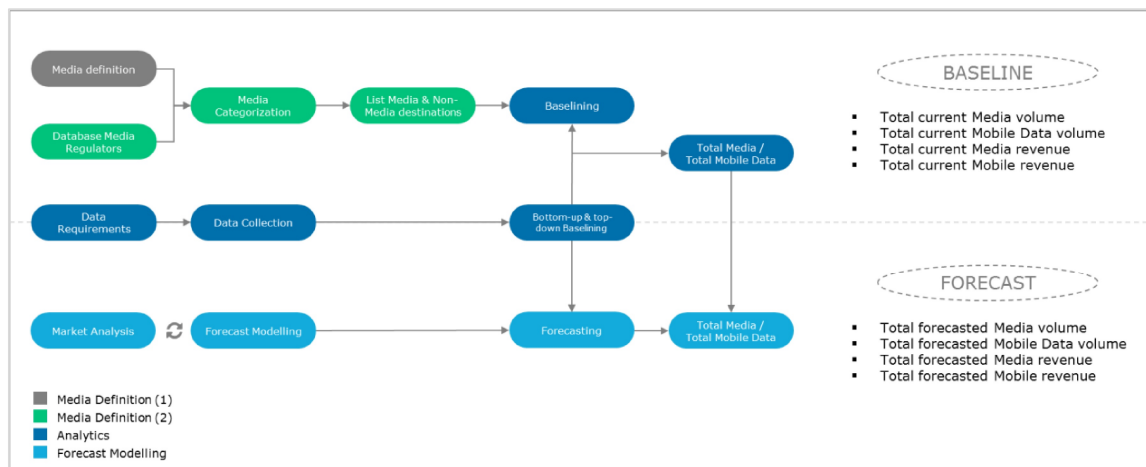 Media definition
Database Media
Regulators
Media
Categorization
List Media & Non-
Media destinations
Baselining
Total Media /
Total Mobile Data
Data
Requirements
Data Collection
Bottom-up & top-
down Baselining
Market Analysis
Forecast Modelling
Forecasting
Total Media /
Total Mobile Data
BASELINE
▪ Total current Media volume
▪ Total current Mobile Data volume
▪ Total current Media revenue
▪ Total current Mobile revenue
FORECAST
▪ Total forecasted Media volume
▪ Total forecasted Mobile Data volume
▪ Total forecasted Media revenue
▪ Total forecasted Mobile revenue
Media Definition (1)
Media Definition (2)
Analytics
Forecast Modelling